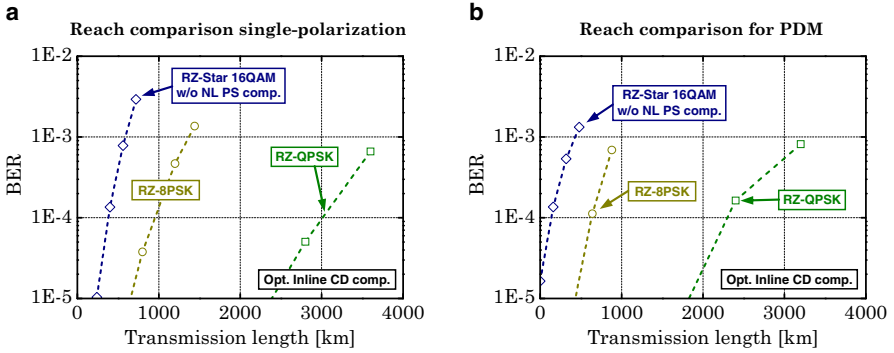 a
Reach comparison single-polarization
1E-2
1E-3
1E-4
1E-5
BER
RZ-Star 16QAM
w/o NL PS comp.
RZ-QPSK
RZ-8PSK
Opt. Inline CD comp.
0 1000 2000 3000 4000
Transmission length [km]
b
Reach comparison for PDM
1E-2
1E-3
1E-4
1E-5
BER
RZ-Star 16QAM
w/o NL PS comp.
RZ-8PSK
RZ-QPSK
Opt. Inline CD comp.
0 1000 2000 3000 4000
Transmission length [km]